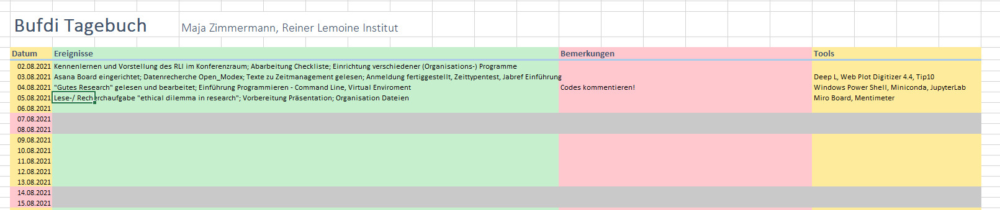 Bufdi Tagebuch Maja Zimmermann, Reiner Lemoine Institut
Datum Ereignisse Bemerkungen Tools
02.08.2021 Kennenlernen und Vorstellung des RLI im Konferenzraum; Abarbeitung Checkliste; Einrichtung verschiedener (Organisations-) Programme
03.08.2021 Asana Board eingerichtet; Datenrecherche Open_Modex; Texte zu Zeitmanagement gelesen; Anmeldung fertiggestellt, Zeittypentest, Jabref Einführung Deep L, Web Plot Digitizer 4.4, Tip10
04.08.2021 "Gutes Research" gelesen und bearbeitet; Einführung Programmieren - Command Line, Virtual Enviroment Codes kommentieren! Windows Power Shell, Miniconda, JupyterLab
05.08.2021 Lese-/ Recherchaufgabe "ethical dilemma in research"; Vorbereitung Präsentation; Organisation Dateien Miro Board, Mentimeter
06.08.2021
07.08.2021
08.08.2021
09.08.2021
10.08.2021
11.08.2021
12.08.2021
13.08.2021
14.08.2021
15.08.2021